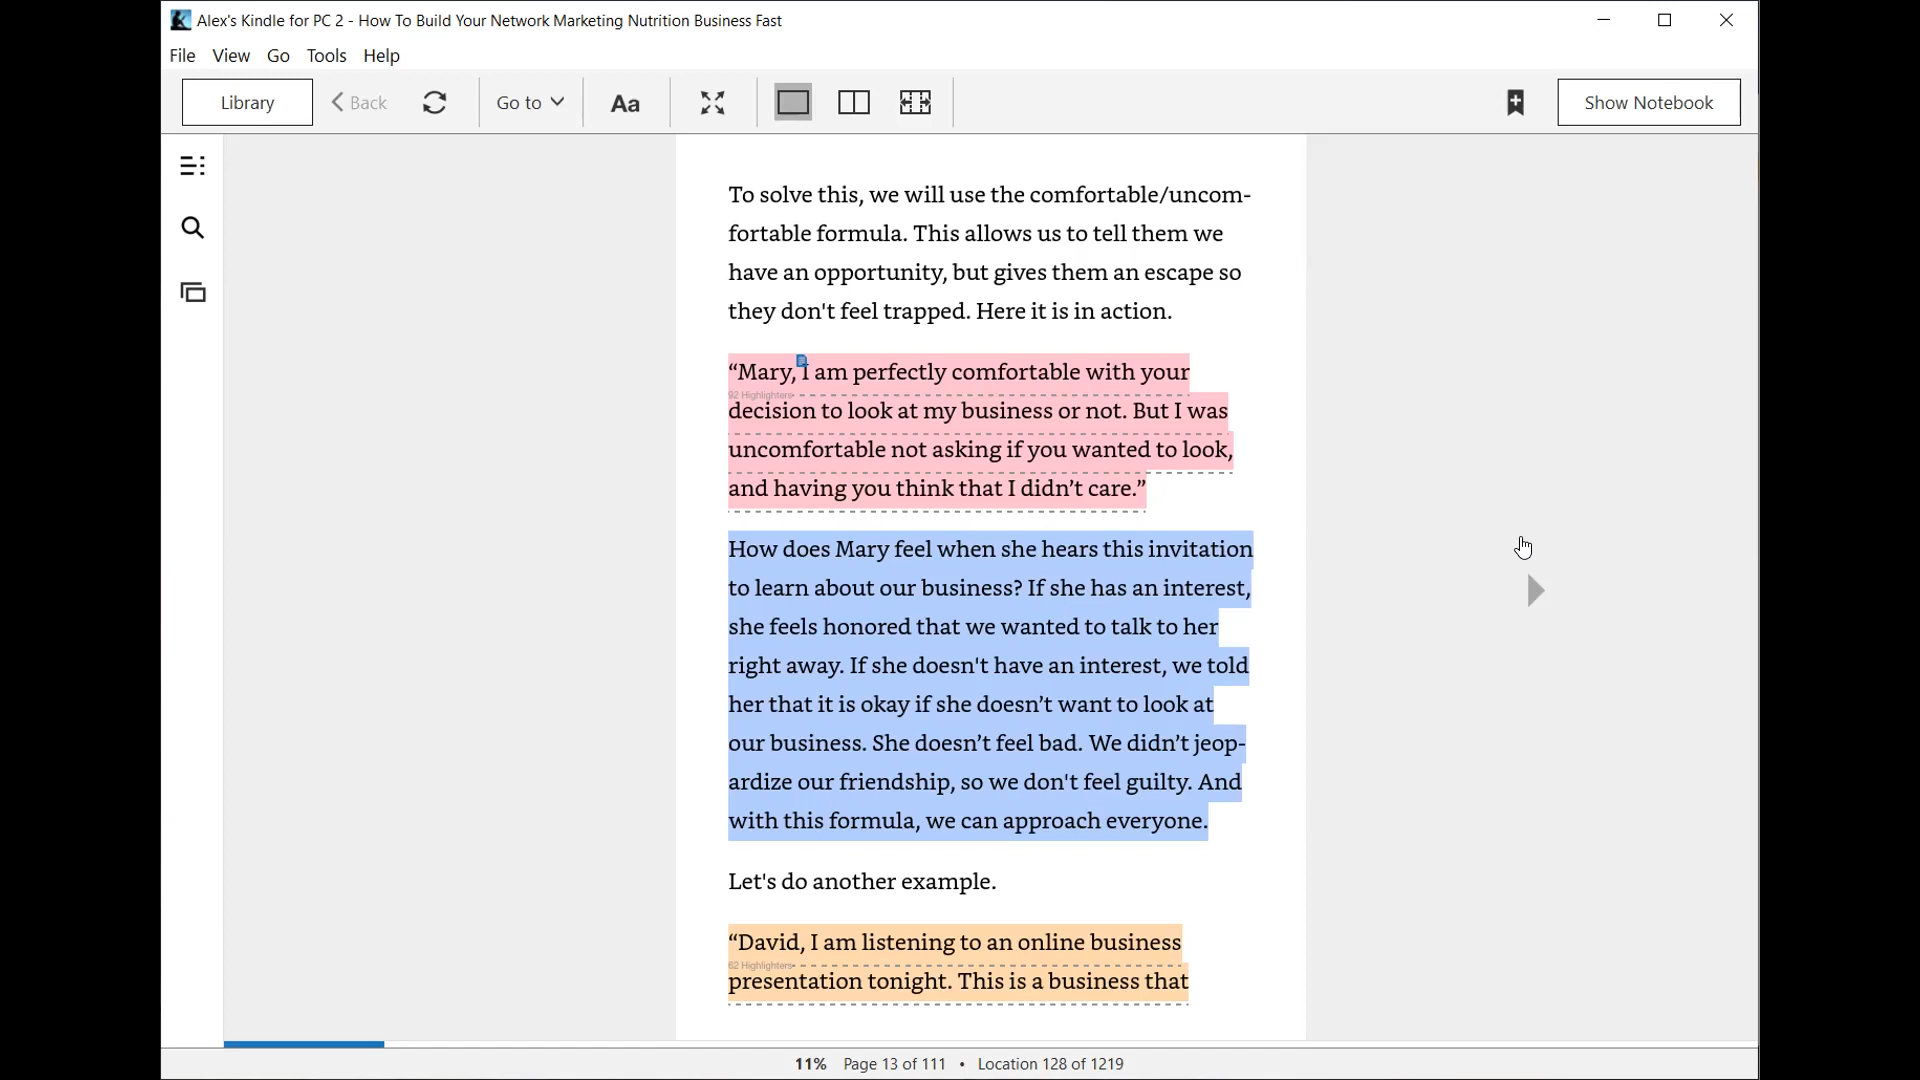 Alex's Kindle for PC 2 - How To Build Your Network Marketing Nutrition Business Fast
File View Go Tools Help
Library Back Go to Aa Show Notebook
To solve this, we will use the comfortable/uncom-
fortable formula. This allows us to tell them we
have an opportunity, but gives them an escape so
they don't feel trapped. Here it is in action.
“Mary, I am perfectly comfortable with your
92 Highlighters
decision to look at my business or not. But I was
uncomfortable not asking if you wanted to look,
and having you think that I didn’t care.”
How does Mary feel when she hears this invitation
to learn about our business? If she has an interest,
she feels honored that we wanted to talk to her
right away. If she doesn't have an interest, we told
her that it is okay if she doesn’t want to look at
our business. She doesn’t feel bad. We didn’t jeop-
ardize our friendship, so we don't feel guilty. And
with this formula, we can approach everyone.
Let's do another example.
“David, I am listening to an online business
62 Highlighters
presentation tonight. This is a business that
11% Page 13 of 111 • Location 128 of 1219